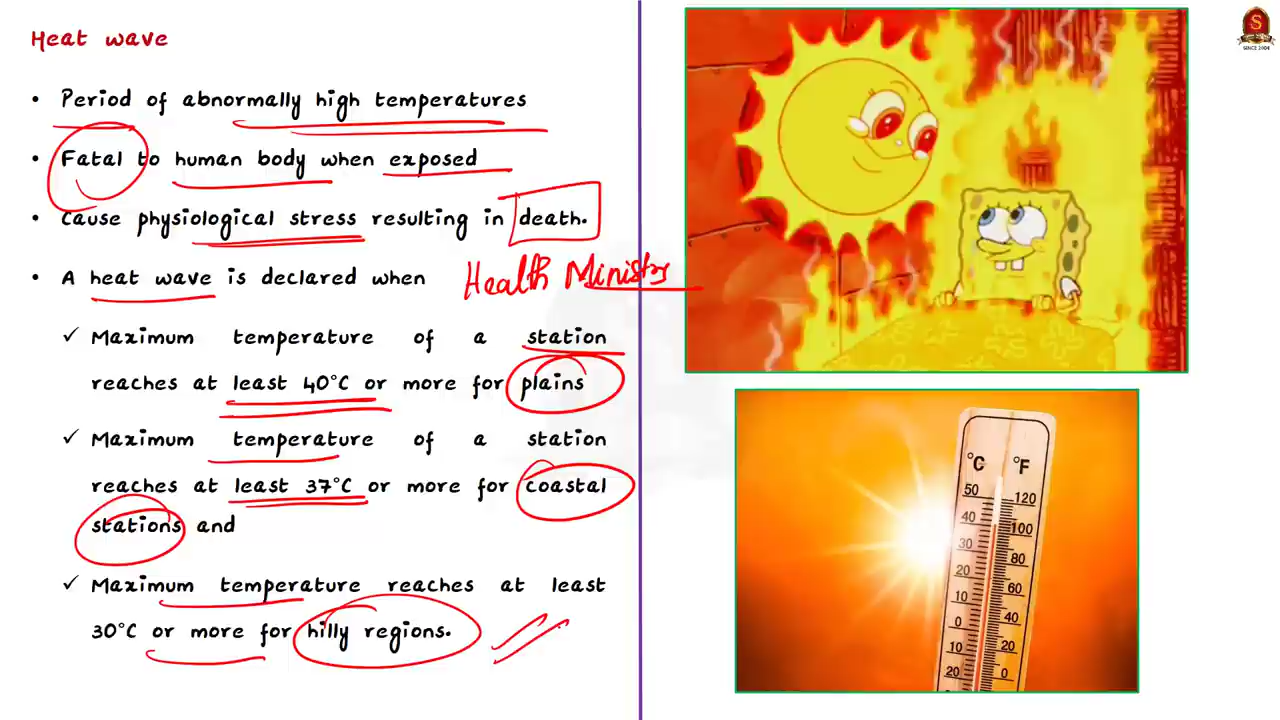 Heat wave
• Period of abnormally high temperatures
• Fatal to human body when exposed
• Cause physiological stress resulting in death.
• A heat wave is declared when
Health Ministry
✓ Maximum temperature of a station
reaches at least 40°C or more for plains
✓ Maximum temperature of a station
reaches at least 37°C or more for coastal
stations and
✓ Maximum temperature reaches at least
30°C or more for hilly regions.
S
SINCE 2004
°C °F
50 120
40 100
30 80
20 60
10 40
0 20
10 0
20